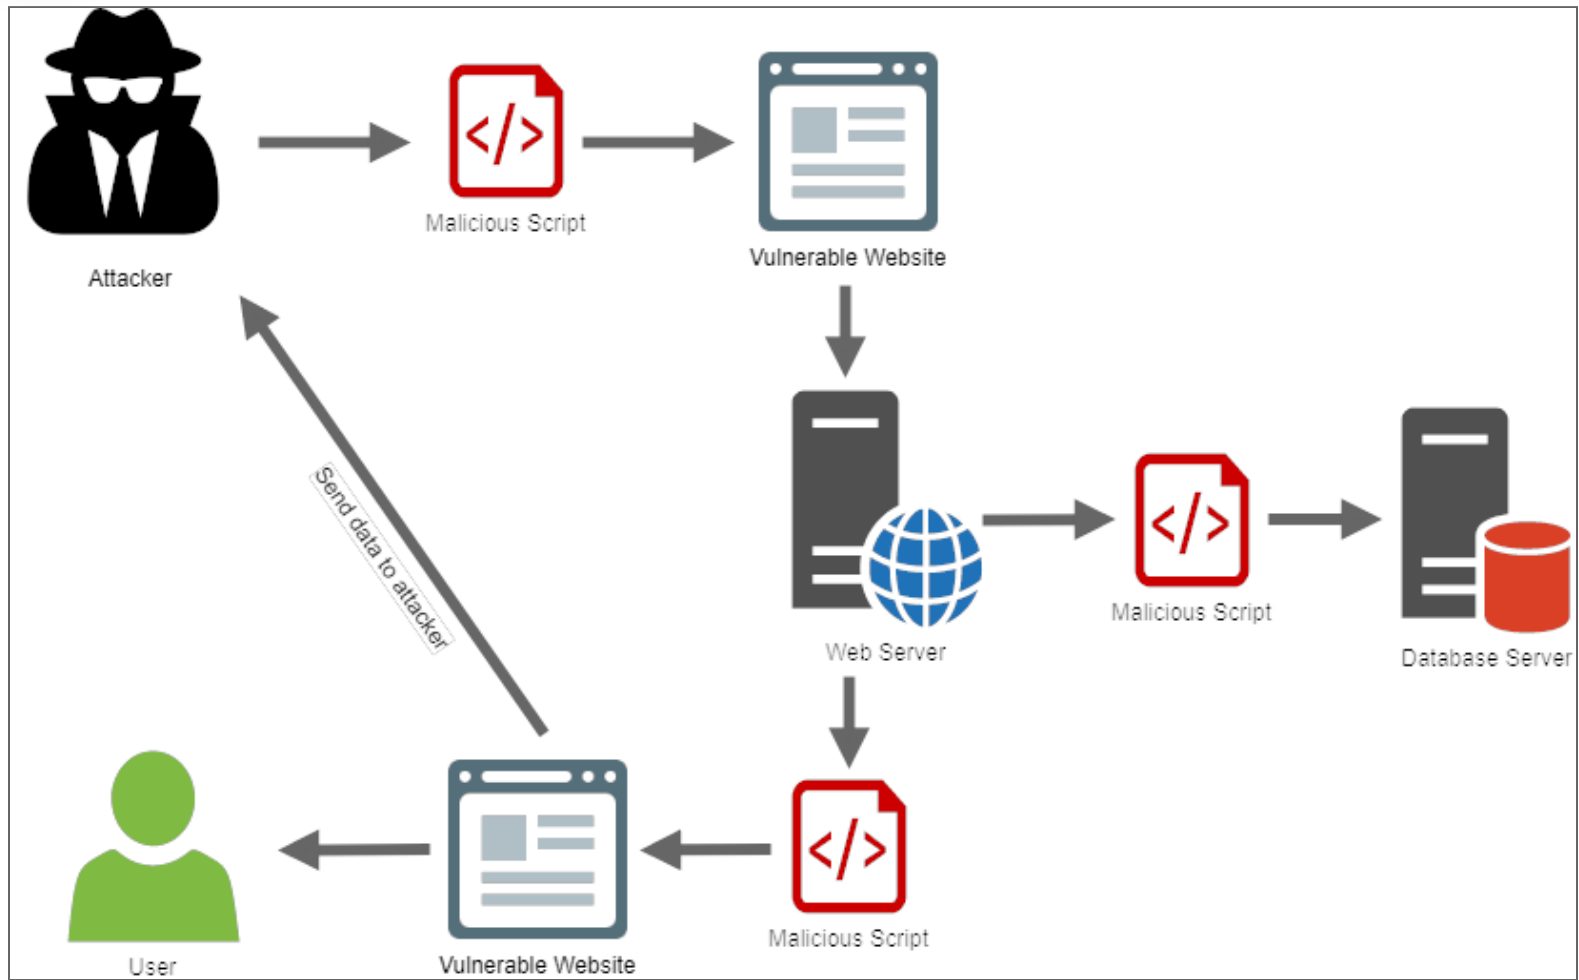 Malicious Script
Vulnerable Website
Attacker
Send data to attacker
Malicious Script
Web Server
Database Server
Malicious Script
User
Vulnerable Website